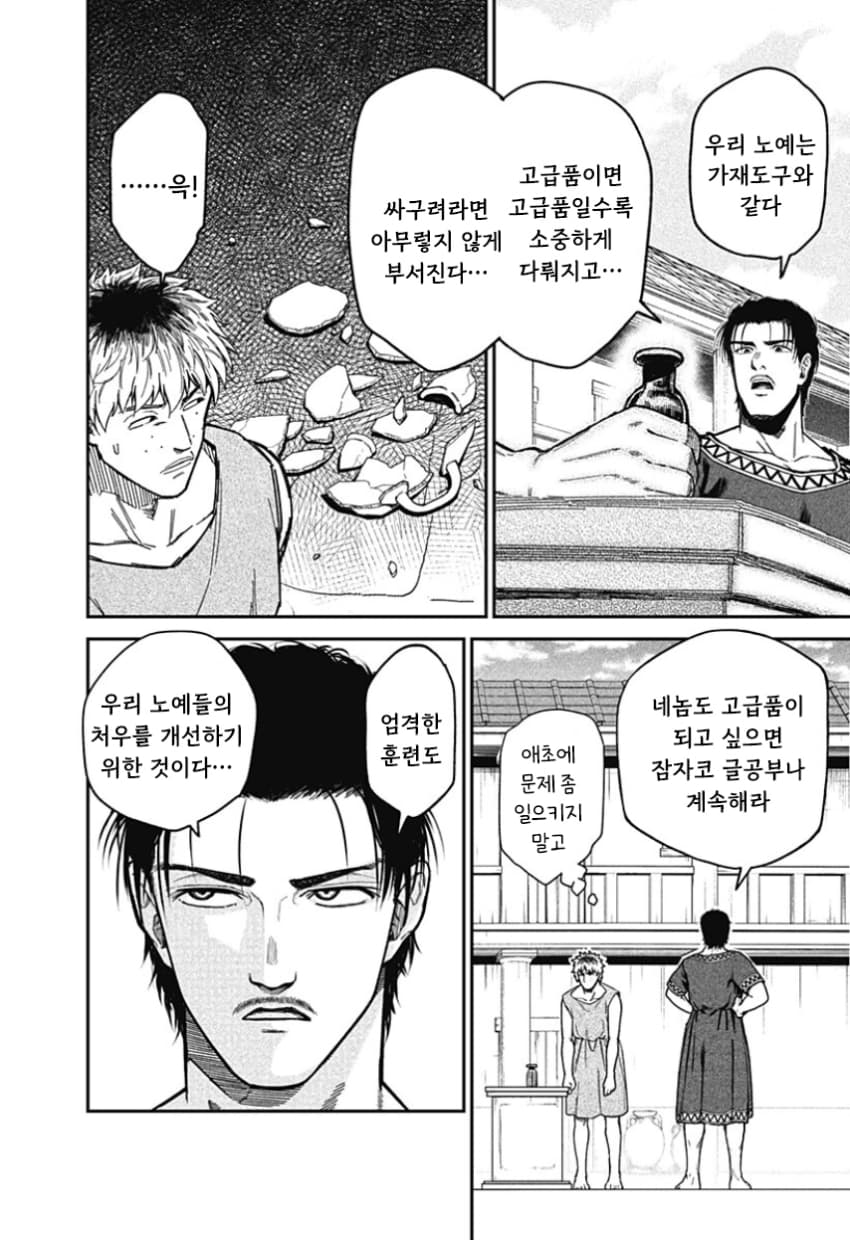 우리 노예는
가재도구와
같다
고급품이면
고급품일수록
소중하게
다뤄지고…
싸구려라면
아무렇지 않게
부서진다…
……윽!
네놈도 고급품이
되고 싶으면
잠자코 글공부나
계속해라
애초에
문제 좀
일으키지
말고
엄격한
훈련도
우리 노예들의
처우를 개선하기
위한 것이다…